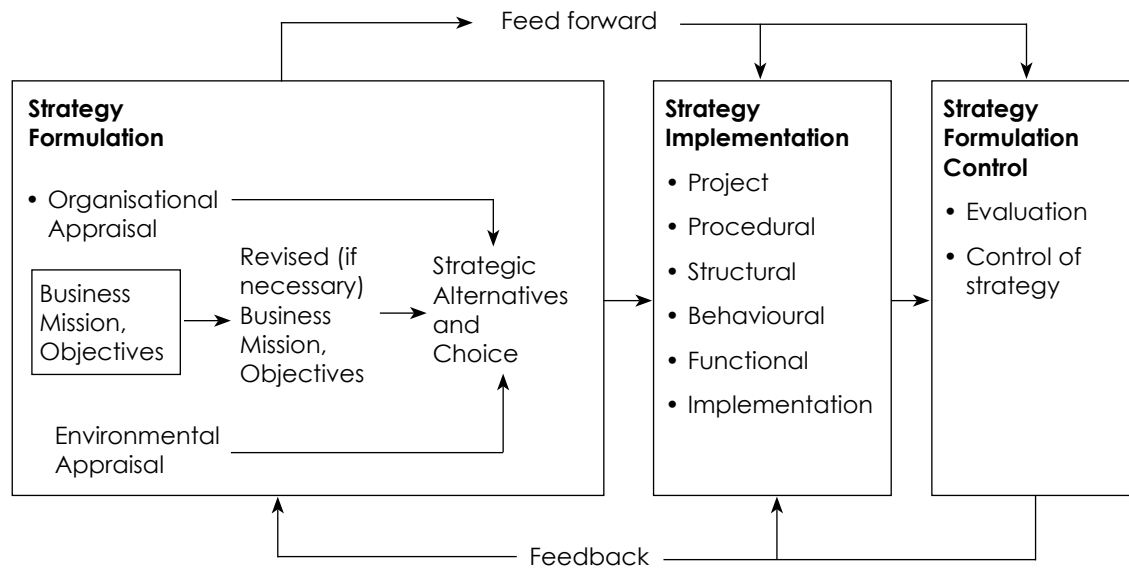 Feed forward
Strategy
Formulation
• Organisational
Appraisal
Business
Mission,
Objectives
Revised (if
necessary)
Business
Mission,
Objectives
Strategic
Alternatives
and
Choice
Environmental
Appraisal
Strategy
Implementation
• Project
• Procedural
• Structural
• Behavioural
• Functional
• Implementation
Strategy
Formulation
Control
• Evaluation
• Control of
strategy
Feedback